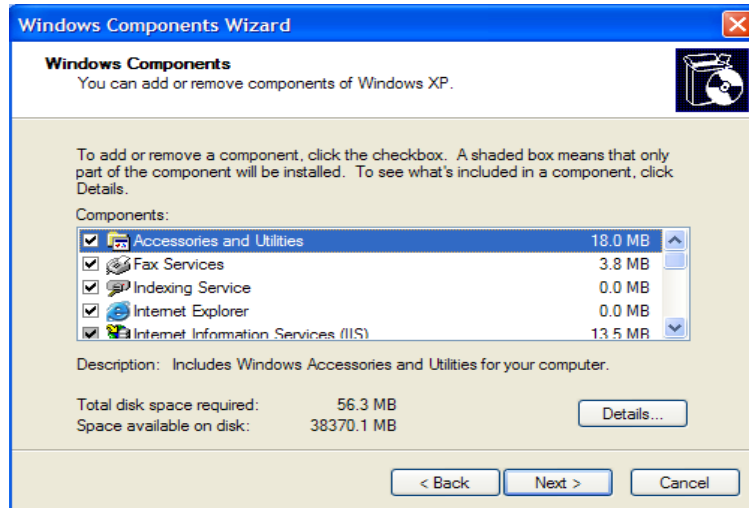 Windows Components Wizard
Windows Components
You can add or remove components of Windows XP.
To add or remove a component, click the checkbox. A shaded box means that only
part of the component will be installed. To see what's included in a component, click
Details.
Components:
Accessories and Utilities 18.0 MB
Fax Services 3.8 MB
Indexing Service 0.0 MB
Internet Explorer 0.0 MB
Internet Information Services (IIS) 13.5 MB
Description: Includes Windows Accessories and Utilities for your computer.
Total disk space required: 56.3 MB
Space available on disk: 38370.1 MB
Details...
< Back Next > Cancel